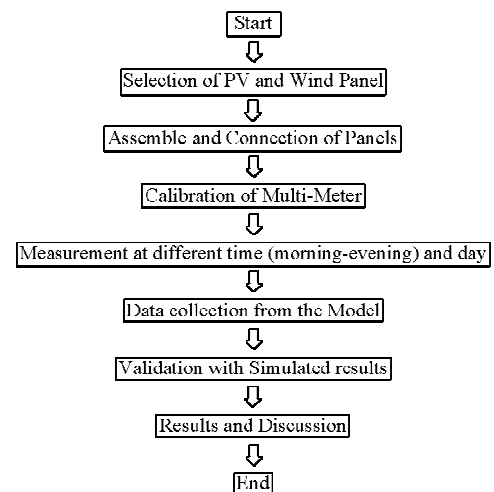 Start
Selection of PV and Wind Panel
Assemble and Connection of Panels
Calibration of Multi-Meter
Measurement at different time (morning-evening) and day
Data collection from the Model
Validation with Simulated results
Results and Discussion
End